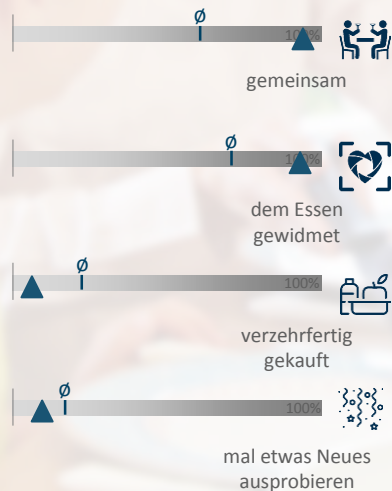 Ø
100%
gemeinsam
Ø
100%
dem Essen
gewidmet
Ø
100%
verzehrfertig
gekauft
Ø
100%
mal etwas Neues
ausprobieren